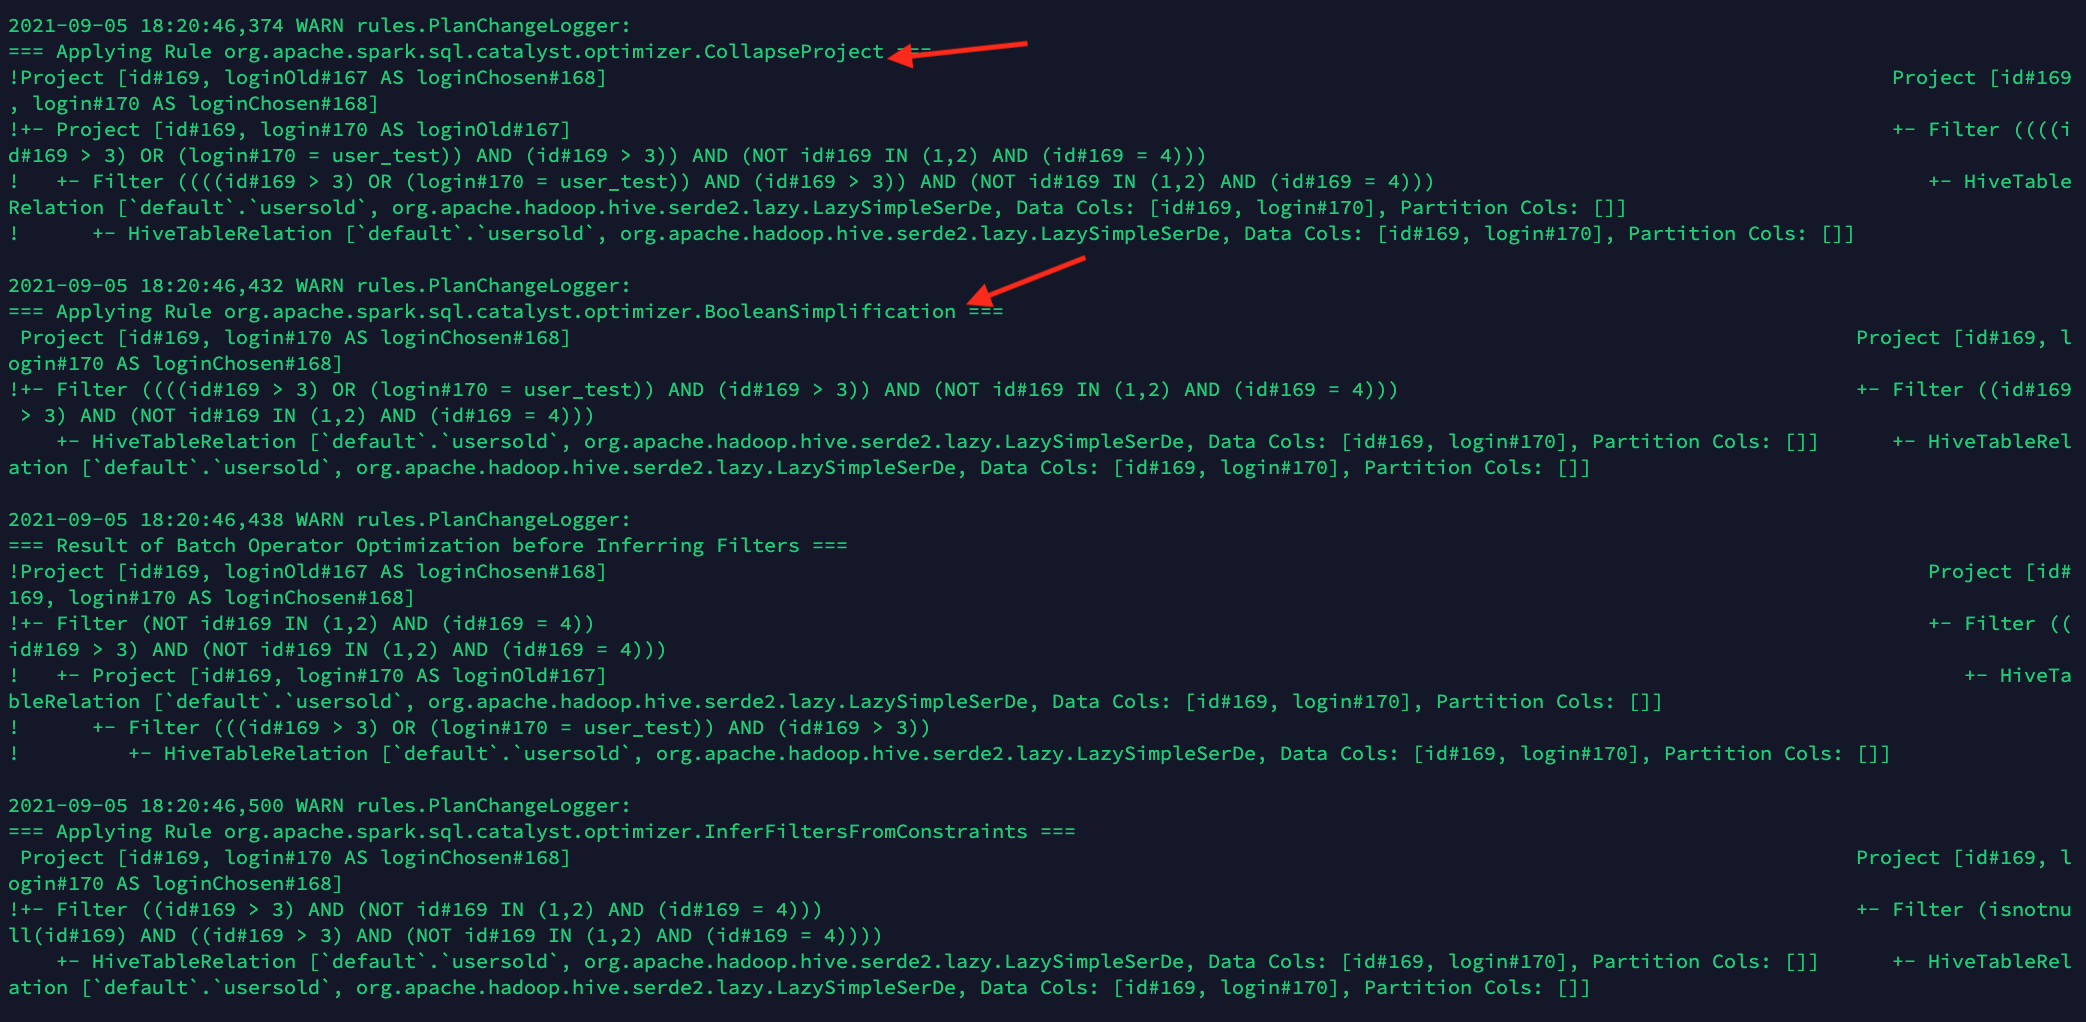 2021-09-05 18:20:46,374 WARN rules.PlanChangeLogger:
=== Applying Rule org.apache.spark.sql.catalyst.optimizer.CollapseProject ===
!Project [id#169, loginOld#167 AS loginChosen#168]                                                                                                           Project [id#169
, login#170 AS loginChosen#168]
!+- Project [id#169, login#170 AS loginOld#167]                                                                                                              +- Filter ((((i
d#169 > 3) OR (login#170 = user_test)) AND (id#169 > 3)) AND (NOT id#169 IN (1,2) AND (id#169 = 4)))
!   +- Filter ((((id#169 > 3) OR (login#170 = user_test)) AND (id#169 > 3)) AND (NOT id#169 IN (1,2) AND (id#169 = 4)))                                         +- HiveTable
Relation [`default`.`usersold`, org.apache.hadoop.hive.serde2.lazy.LazySimpleSerDe, Data Cols: [id#169, login#170], Partition Cols: []]
!      +- HiveTableRelation [`default`.`usersold`, org.apache.hadoop.hive.serde2.lazy.LazySimpleSerDe, Data Cols: [id#169, login#170], Partition Cols: []]
2021-09-05 18:20:46,432 WARN rules.PlanChangeLogger:
=== Applying Rule org.apache.spark.sql.catalyst.optimizer.BooleanSimplification ===
 Project [id#169, login#170 AS loginChosen#168]                                                                                                           Project [id#169, l
ogin#170 AS loginChosen#168]
!+- Filter ((((id#169 > 3) OR (login#170 = user_test)) AND (id#169 > 3)) AND (NOT id#169 IN (1,2) AND (id#169 = 4)))                                      +- Filter ((id#169
 > 3) AND (NOT id#169 IN (1,2) AND (id#169 = 4)))
    +- HiveTableRelation [`default`.`usersold`, org.apache.hadoop.hive.serde2.lazy.LazySimpleSerDe, Data Cols: [id#169, login#170], Partition Cols: []]      +- HiveTableRel
ation [`default`.`usersold`, org.apache.hadoop.hive.serde2.lazy.LazySimpleSerDe, Data Cols: [id#169, login#170], Partition Cols: []]
2021-09-05 18:20:46,438 WARN rules.PlanChangeLogger:
=== Result of Batch Operator Optimization before Inferring Filters ===
!Project [id#169, loginOld#167 AS loginChosen#168]                                                                                                              Project [id#
169, login#170 AS loginChosen#168]
!+- Filter (NOT id#169 IN (1,2) AND (id#169 = 4))                                                                                                               +- Filter ((
id#169 > 3) AND (NOT id#169 IN (1,2) AND (id#169 = 4)))
!   +- Project [id#169, login#170 AS loginOld#167]                                                                                                                 +- HiveTa
bleRelation [`default`.`usersold`, org.apache.hadoop.hive.serde2.lazy.LazySimpleSerDe, Data Cols: [id#169, login#170], Partition Cols: []]
!      +- Filter (((id#169 > 3) OR (login#170 = user_test)) AND (id#169 > 3))
!         +- HiveTableRelation [`default`.`usersold`, org.apache.hadoop.hive.serde2.lazy.LazySimpleSerDe, Data Cols: [id#169, login#170], Partition Cols: []]
2021-09-05 18:20:46,500 WARN rules.PlanChangeLogger:
=== Applying Rule org.apache.spark.sql.catalyst.optimizer.InferFiltersFromConstraints ===
 Project [id#169, login#170 AS loginChosen#168]                                                                                                           Project [id#169, l
ogin#170 AS loginChosen#168]
!+- Filter ((id#169 > 3) AND (NOT id#169 IN (1,2) AND (id#169 = 4)))                                                                                      +- Filter (isnotnu
ll(id#169) AND ((id#169 > 3) AND (NOT id#169 IN (1,2) AND (id#169 = 4))))
    +- HiveTableRelation [`default`.`usersold`, org.apache.hadoop.hive.serde2.lazy.LazySimpleSerDe, Data Cols: [id#169, login#170], Partition Cols: []]      +- HiveTableRel
ation [`default`.`usersold`, org.apache.hadoop.hive.serde2.lazy.LazySimpleSerDe, Data Cols: [id#169, login#170], Partition Cols: []]